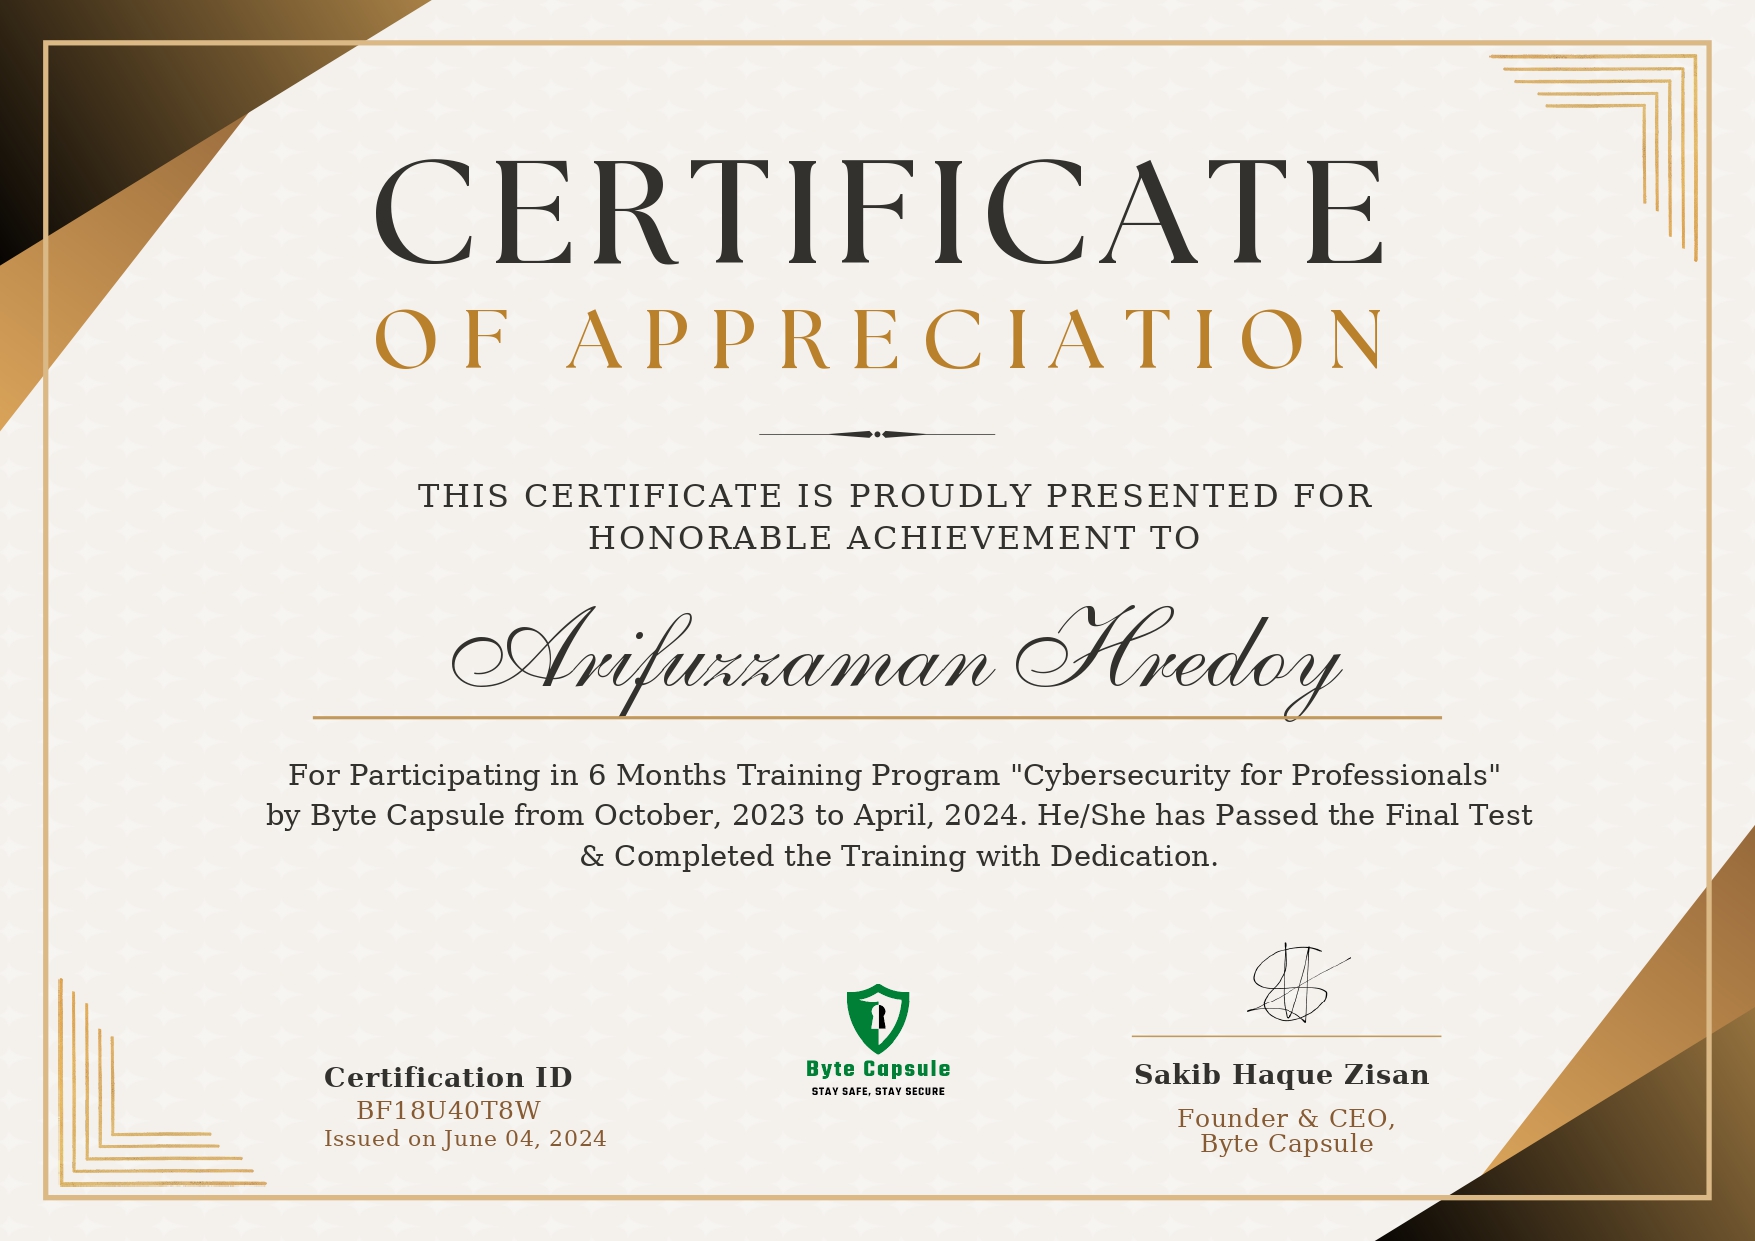 CERTIFICATE
OF APPRECIATION
THIS CERTIFICATE IS PROUDLY PRESENTED FOR
HONORABLE ACHIEVEMENT TO
Arifuzzaman Hredoy
For Participating in 6 Months Training Program "Cybersecurity for Professionals"
by Byte Capsule from October, 2023 to April, 2024. He/She has Passed the Final Test
& Completed the Training with Dedication.
Certification ID
BF18U40T8W
Issued on June 04, 2024
Byte Capsule
STAY SAFE, STAY SECURE
Sakib Haque Zisan
Founder & CEO,
Byte Capsule